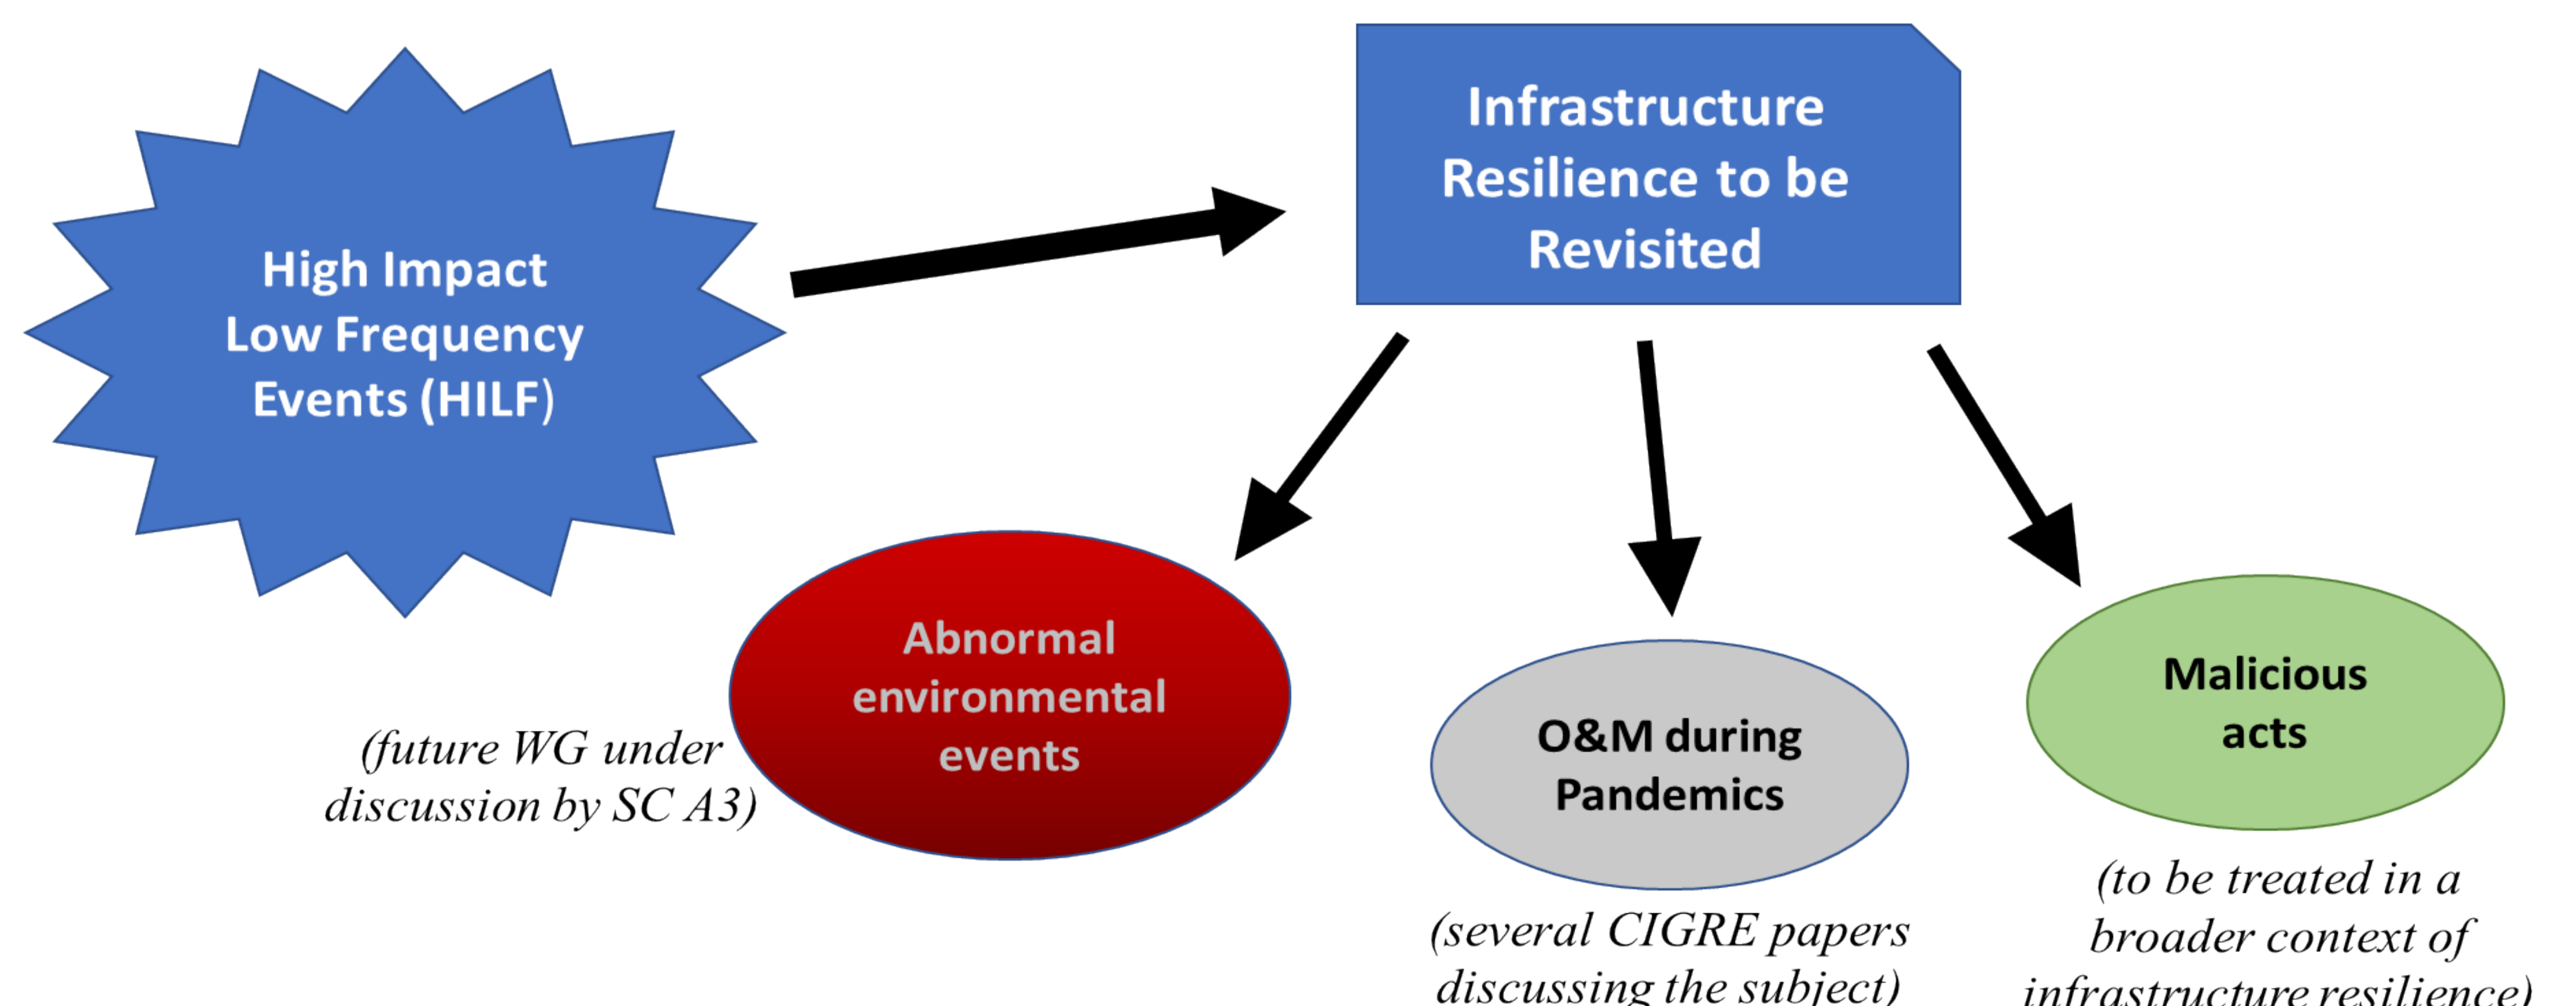 High Impact
Low Frequency
Events (HILF)
Infrastructure
Resilience to be
Revisited
Abnormal
environmental
events
(future WG under
discussion by SC A3)
O&M during
Pandemics
(several CIGRE papers
discussing the subject)
Malicious
acts
(to be treated in a
broader context of
infrastructure resilience)